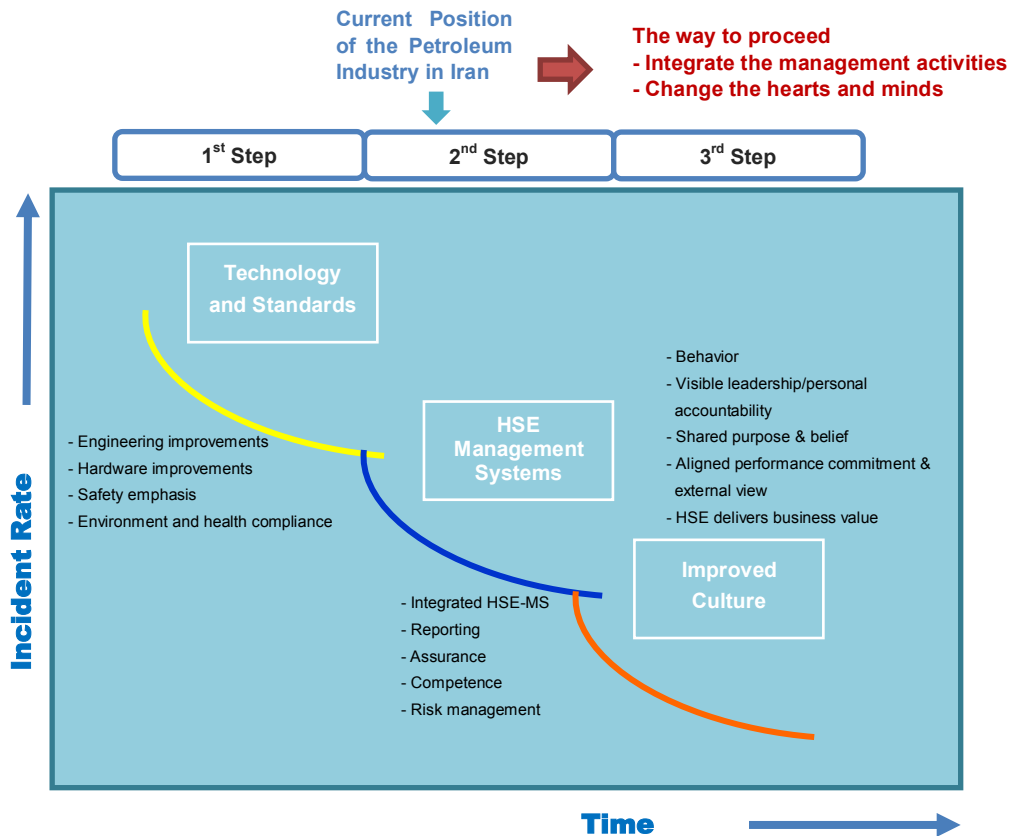 Current Position
of the Petroleum
Industry in Iran
The way to proceed
- Integrate the management activities
- Change the hearts and minds
1st Step
2nd Step
3rd Step
Technology
and Standards
- Engineering improvements
- Hardware improvements
- Safety emphasis
- Environment and health compliance
HSE
Management
Systems
- Integrated HSE-MS
- Reporting
- Assurance
- Competence
- Risk management
- Behavior
- Visible leadership/personal
accountability
- Shared purpose & belief
- Aligned performance commitment &
external view
- HSE delivers business value
Improved
Culture
Incident Rate
Time